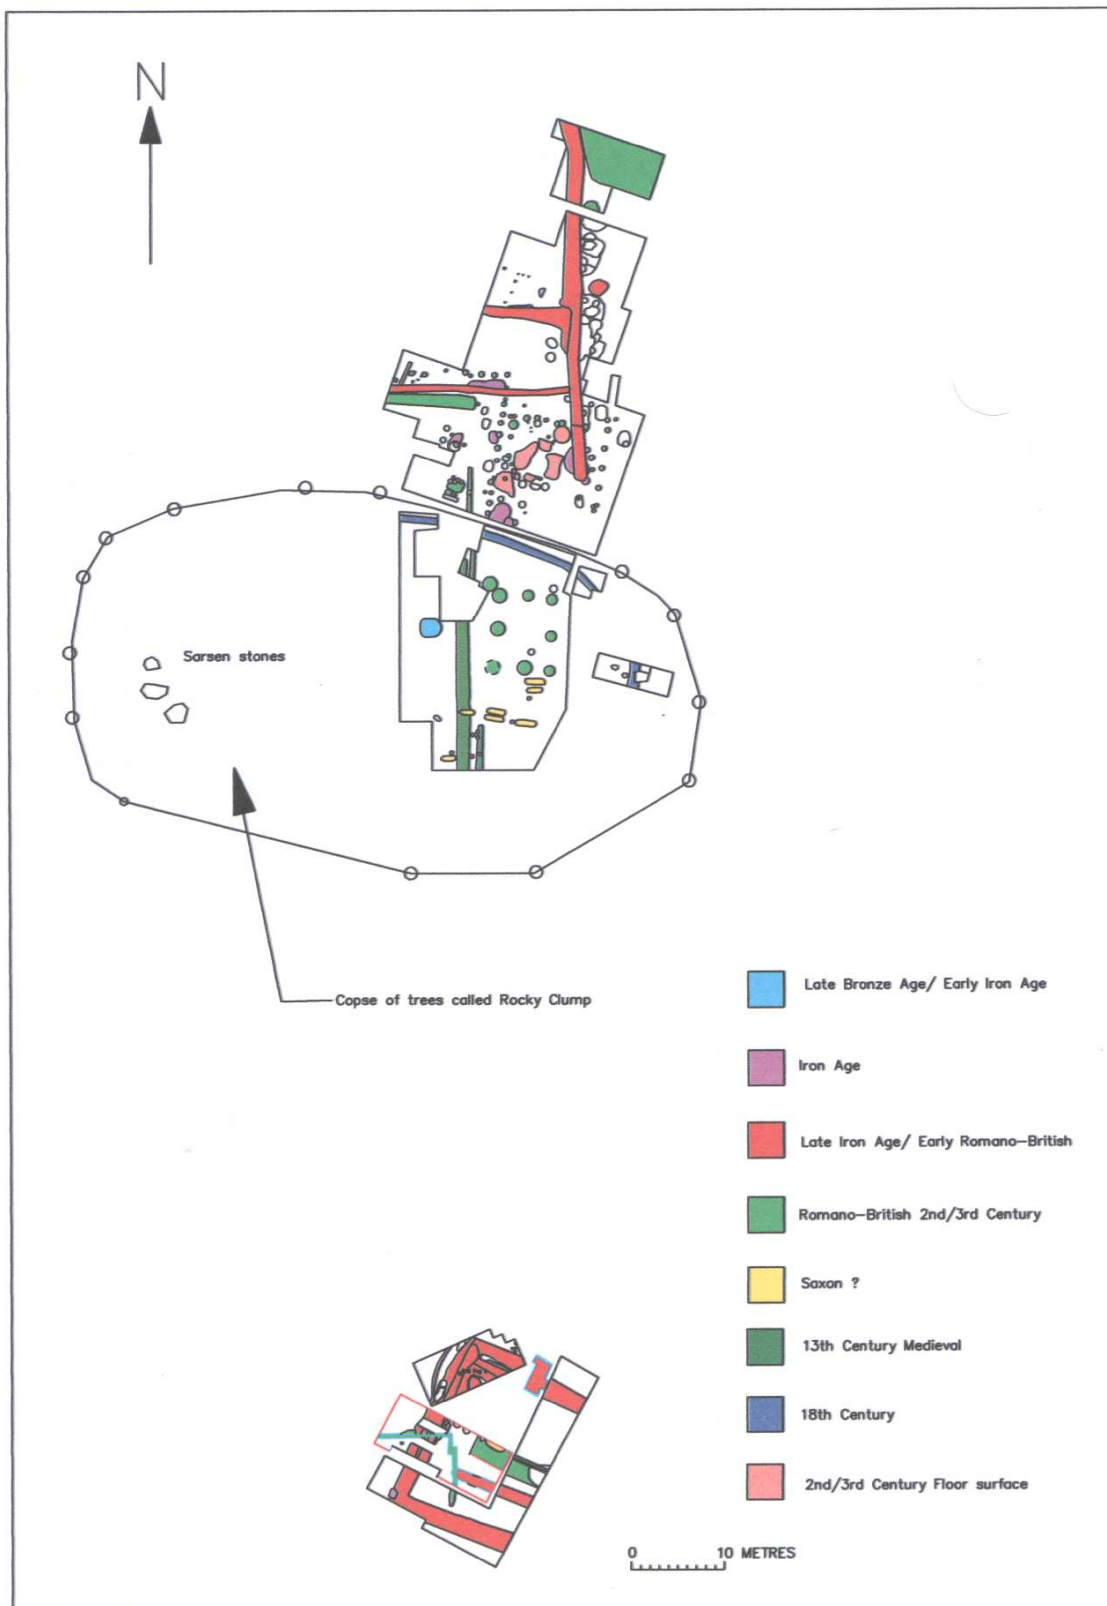 N
Sarsen stones
Copse of trees called Rocky Clump
Late Bronze Age/ Early Iron Age
Iron Age
Late Iron Age/ Early Romano-British
Romano-British 2nd/3rd Century
Saxon ?
13th Century Medieval
18th Century
2nd/3rd Century Floor surface
0 10 METRES